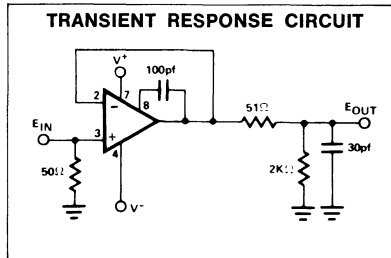 TRANSIENT RESPONSE CIRCUIT
V+
100pf
2
7
8
51Ω
EOUT
EIN
3
4
50Ω
2KΩ
30pf
V-